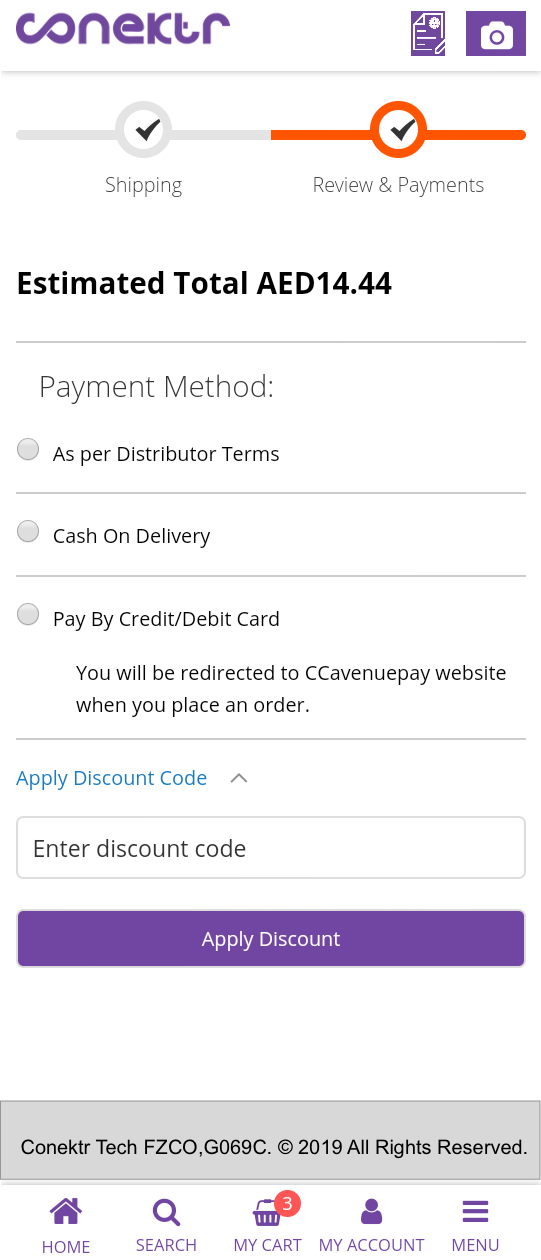 conektr
Shipping
Review & Payments
Estimated Total AED14.44
Payment Method:
As per Distributor Terms
Cash On Delivery
Pay By Credit/Debit Card
You will be redirected to CCavenuepay website
when you place an order.
Apply Discount Code
Enter discount code
Apply Discount
Conektr Tech FZCO,G069C. © 2019 All Rights Reserved.
3
HOME SEARCH MY CART MY ACCOUNT MENU